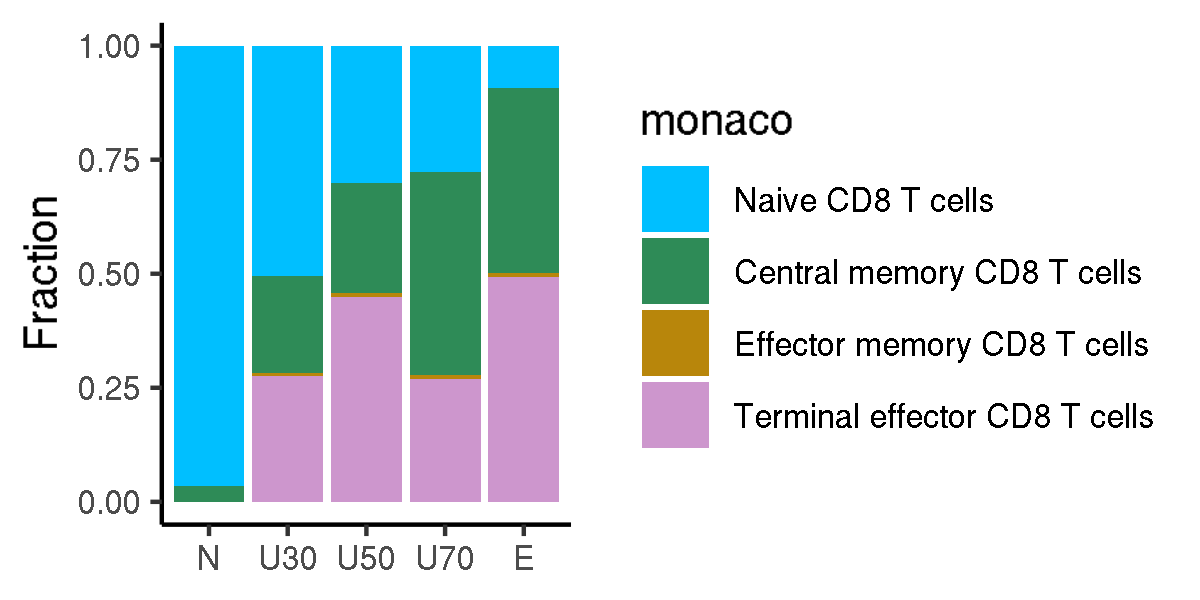 Fraction
1.00
0.75
0.50
0.25
0.00
N U30 U50 U70 E
monaco
Naive CD8 T cells
Central memory CD8 T cells
Effector memory CD8 T cells
Terminal effector CD8 T cells